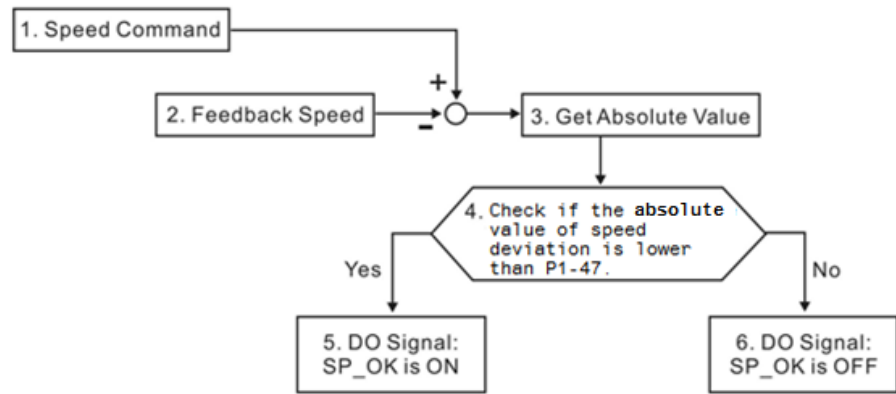 1. Speed Command
+
2. Feedback Speed
−
3. Get Absolute Value
4. Check if the absolute
value of speed
deviation is lower
than P1-47.
Yes
No
5. DO Signal:
SP_OK is ON
6. DO Signal:
SP_OK is OFF